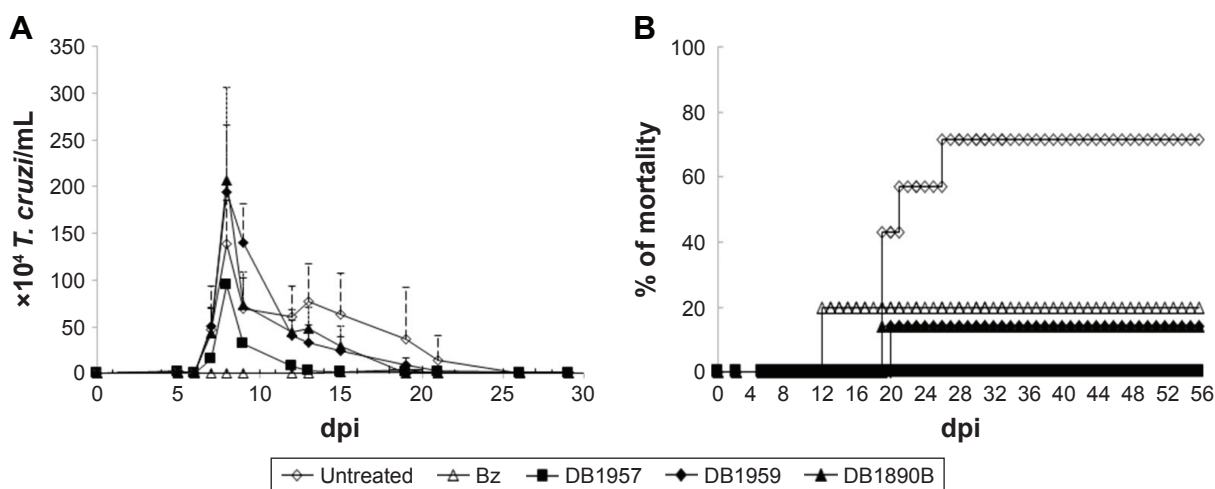 A
350
300
250
200
150
100
50
0
×10⁴ T. cruzi/mL
0 5 10 15 20 25 30
dpi
B
100
80
60
40
20
0
% of mortality
0 4 8 12 16 20 24 28 32 36 40 44 48 52 56
dpi
Untreated Bz DB1957 DB1959 DB1890B